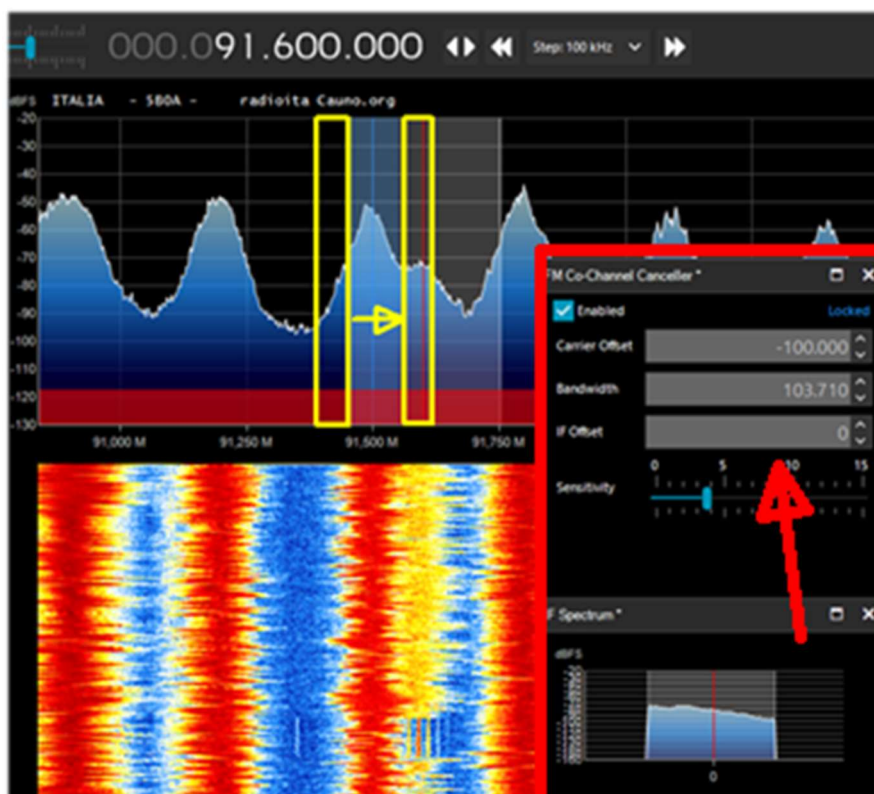 000.091.600.000 Step: 100 kHz
dBFS ITALIA - SB0A - radioita Cauno.org
-20
-30
-40
-50
-60
-70
-80
-90
-100
-110
-120
-130
91,000 M 91,250 M 91,500 M 91,750 M
FM Co-Channel Canceller *
Enabled Locked
Carrier Offset -100.000
Bandwidth 103.710
IF Offset 0
0 5 10 15
Sensitivity
IF Spectrum *
dBFS
0